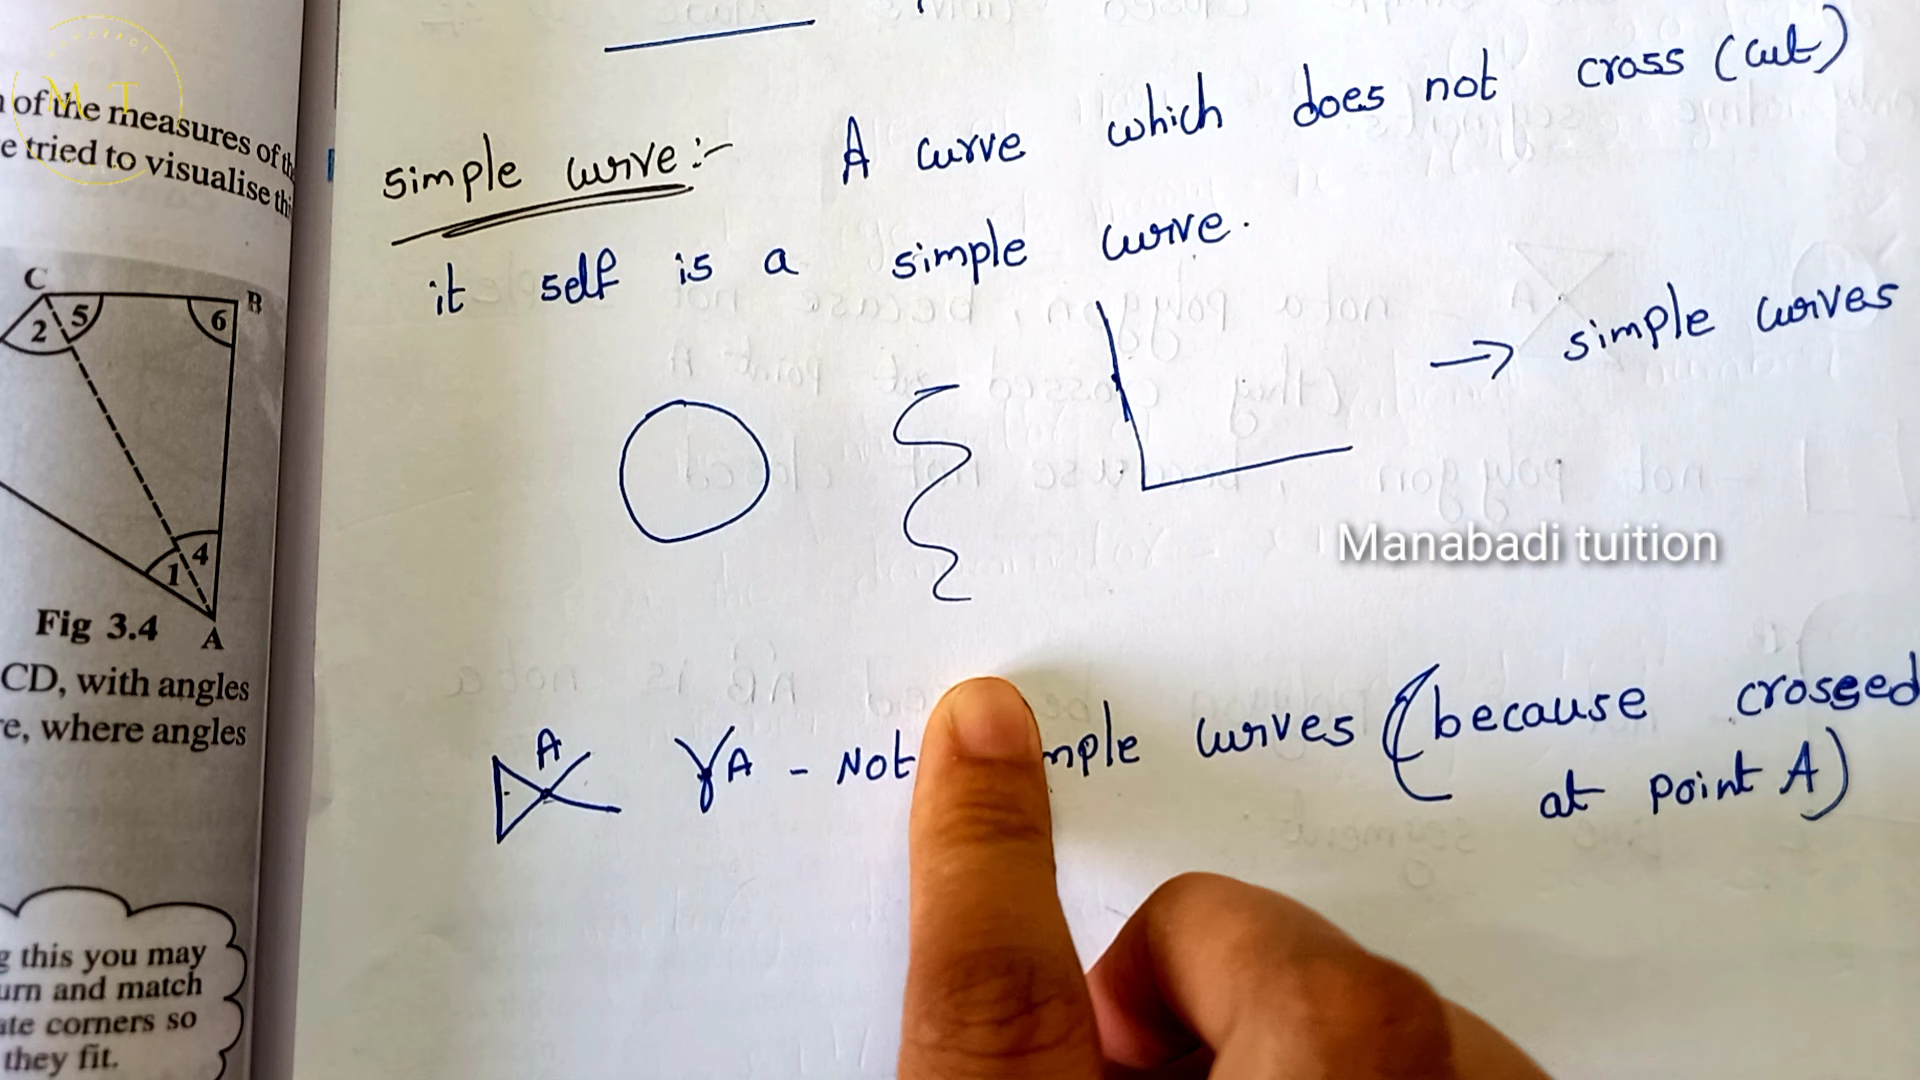 M T
of the measures of
e tried to visualise
C
B
2
5
6
4
1
Fig 3.4
A
CD, with angles
e, where angles
this you may
urn and match
ate corners so
they fit.
simple curve :- A curve which does not cross (cut)
it self is a simple curve.
→ simple curves
Manabadi tuition
A
A - Not mple curves (because crossed
at point A)